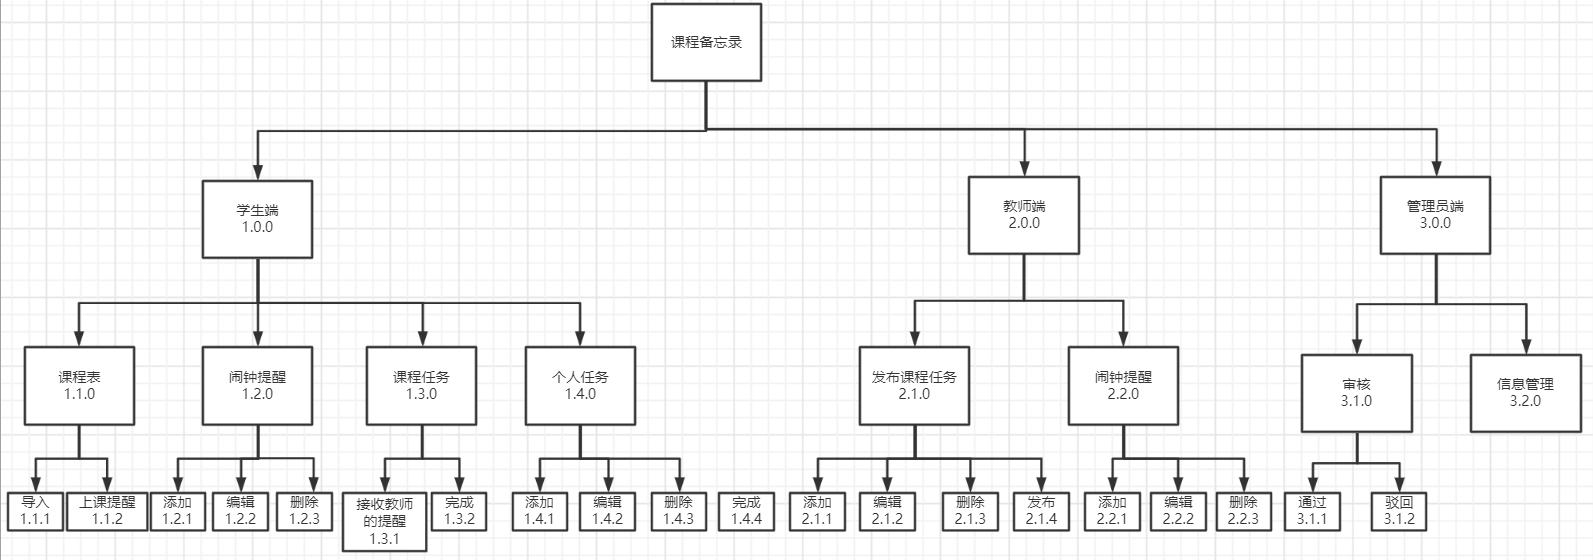 课程备忘录
学生端
1.0.0
教师端
2.0.0
管理员端
3.0.0
课程表
1.1.0
闹钟提醒
1.2.0
课程任务
1.3.0
个人任务
1.4.0
发布课程任务
2.1.0
闹钟提醒
2.2.0
审核
3.1.0
信息管理
3.2.0
导入
1.1.1
上课提醒
1.1.2
添加
1.2.1
编辑
1.2.2
删除
1.2.3
接收教师
的提醒
1.3.1
完成
1.3.2
添加
1.4.1
编辑
1.4.2
删除
1.4.3
完成
1.4.4
添加
2.1.1
编辑
2.1.2
删除
2.1.3
发布
2.1.4
添加
2.2.1
编辑
2.2.2
删除
2.2.3
通过
3.1.1
驳回
3.1.2